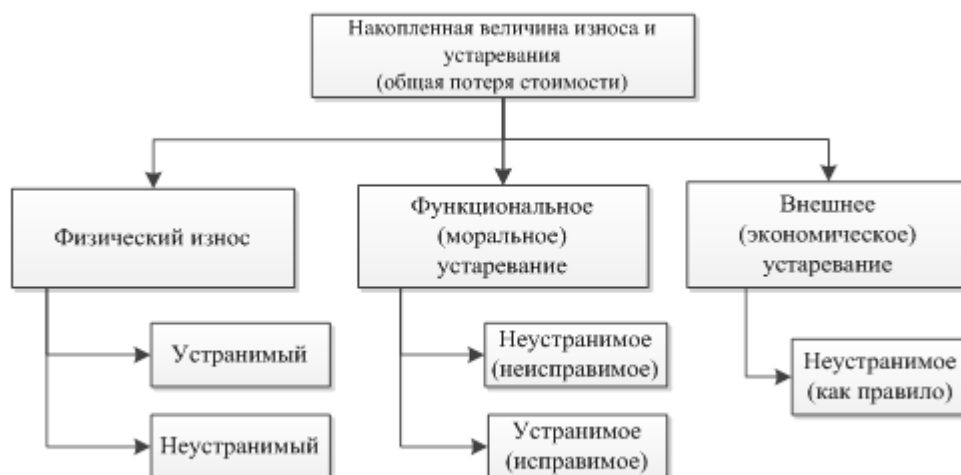 Накопленная величина износа и
устаревания
(общая потеря стоимости)
Физический износ
Функциональное
(моральное)
устаревание
Внешнее
(экономическое)
устаревание
Устранимый
Неустранимый
Неустранимое
(неисправимое)
Устранимое
(исправимое)
Неустранимое
(как правило)